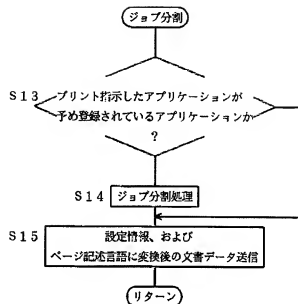 ジョブ分割
S13
プリント指示したアプリケーションが
予め登録されているアプリケーションか
?
S14 ジョブ分割処理
S15
設定情報、および
ページ記述言語に変換後の文書データ送信
リターン